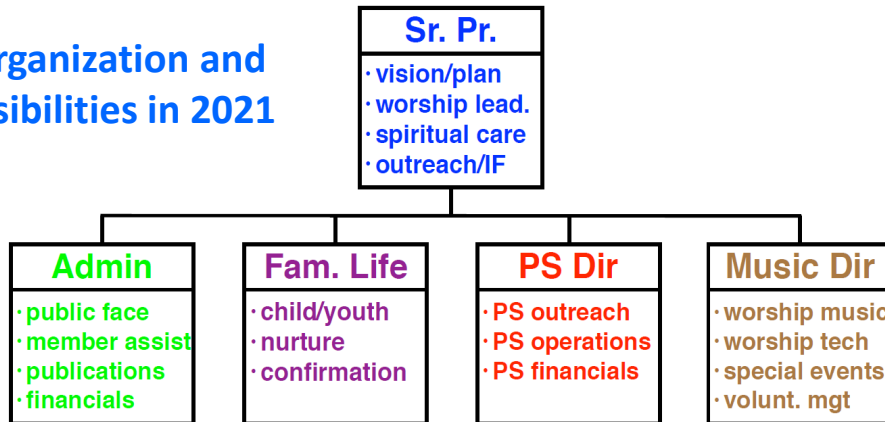 rganization and
sibilities in 2021
Sr. Pr.
· vision/plan
· worship lead.
· spiritual care
· outreach/IF
Admin
· public face
· member assist
· publications
· financials
Fam. Life
· child/youth
· nurture
· confirmation
PS Dir
· PS outreach
· PS operations
· PS financials
Music Dir
· worship music
· worship tech
· special events
· volunt. mgt